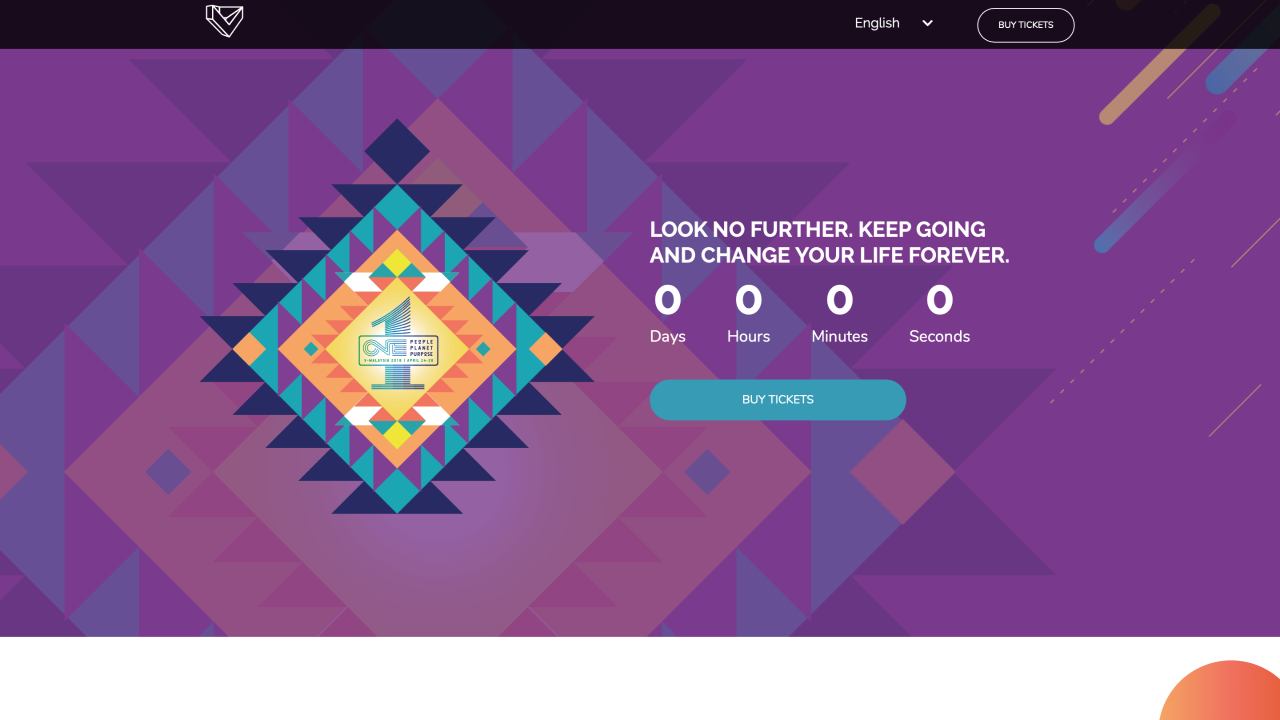 English
BUY TICKETS
LOOK NO FURTHER. KEEP GOING
AND CHANGE YOUR LIFE FOREVER.
0 0 0 0
Days Hours Minutes Seconds
BUY TICKETS
1
ONE
PEOPLE
PLANET
PURPOSE
V-MALAYSIA 2018 | APRIL 24-28